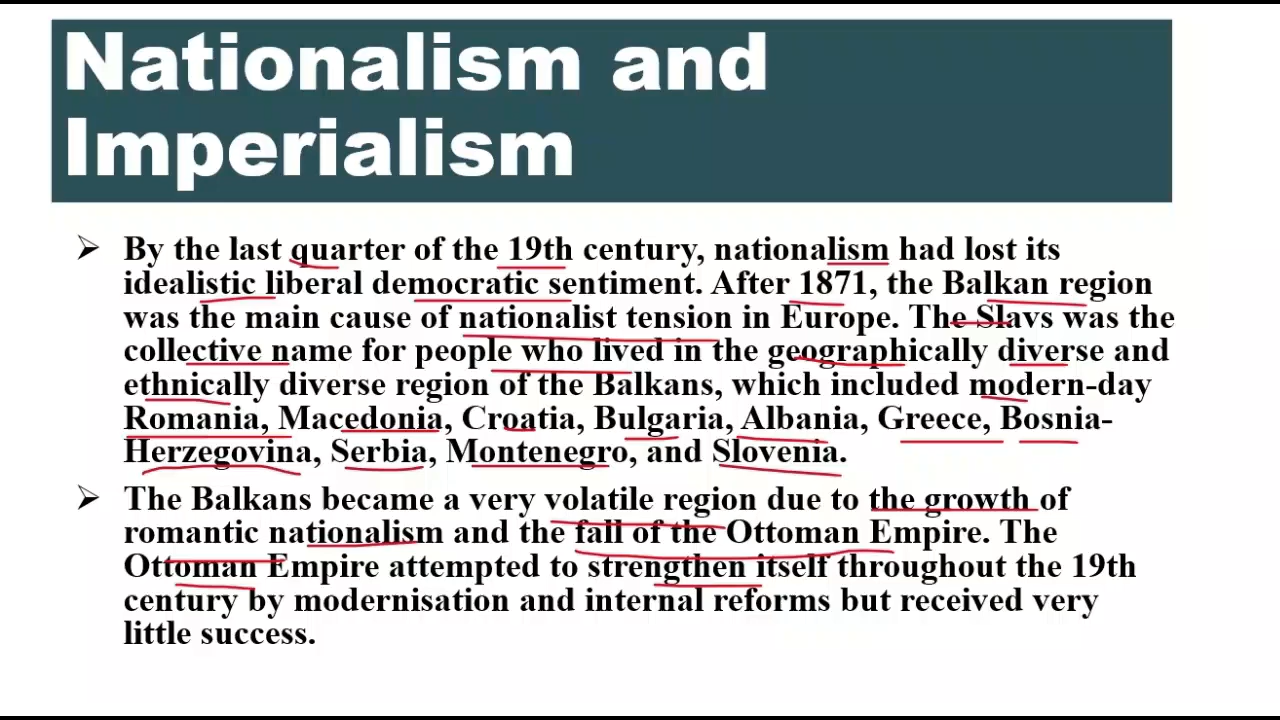 Nationalism and
Imperialism
➢ By the last quarter of the 19th century, nationalism had lost its
idealistic liberal democratic sentiment. After 1871, the Balkan region
was the main cause of nationalist tension in Europe. The Slavs was the
collective name for people who lived in the geographically diverse and
ethnically diverse region of the Balkans, which included modern-day
Romania, Macedonia, Croatia, Bulgaria, Albania, Greece, Bosnia-
Herzegovina, Serbia, Montenegro, and Slovenia.
➢ The Balkans became a very volatile region due to the growth of
romantic nationalism and the fall of the Ottoman Empire. The
Ottoman Empire attempted to strengthen itself throughout the 19th
century by modernisation and internal reforms but received very
little success.